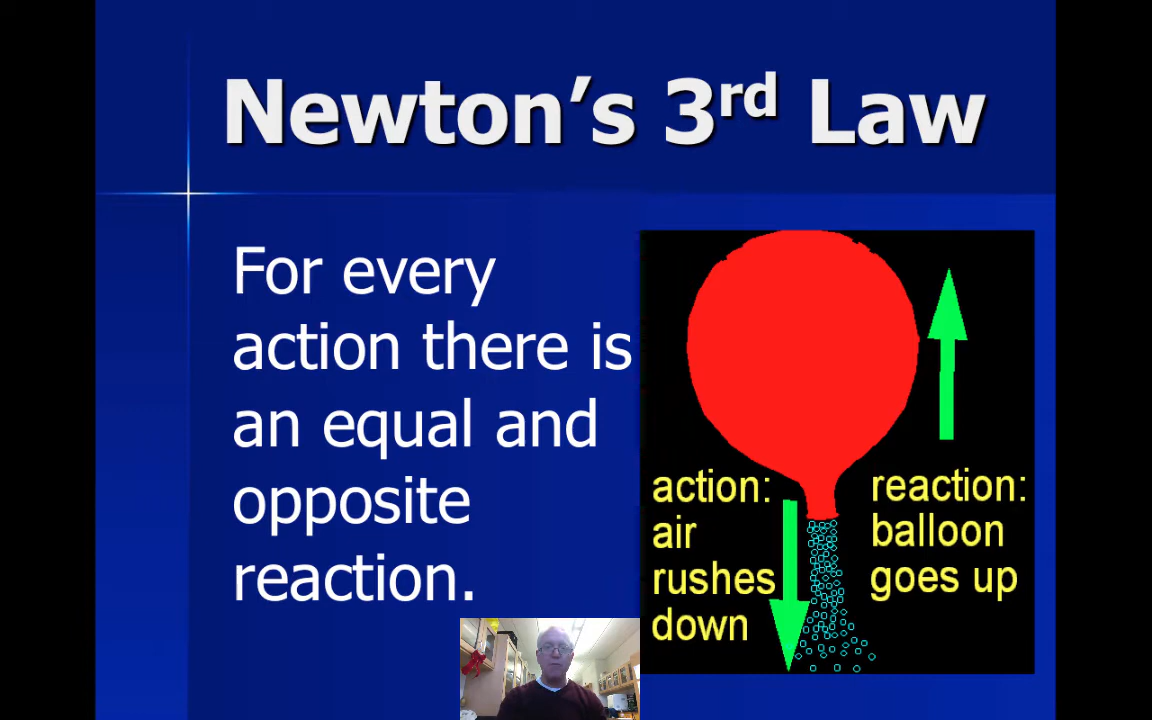 Newton’s 3rd Law
For every
action there is
an equal and
opposite
reaction.
action:
air
rushes
down
reaction:
balloon
goes up